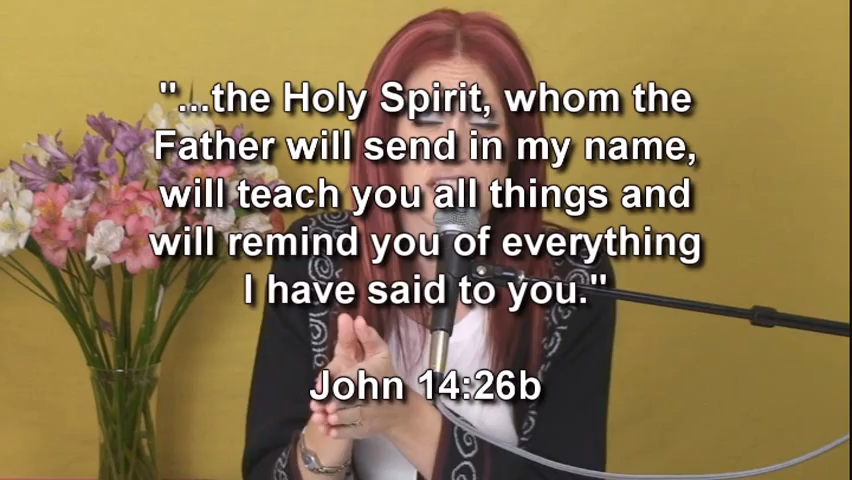 "...the Holy Spirit, whom the
Father will send in my name,
will teach you all things and
will remind you of everything
I have said to you."
John 14:26b